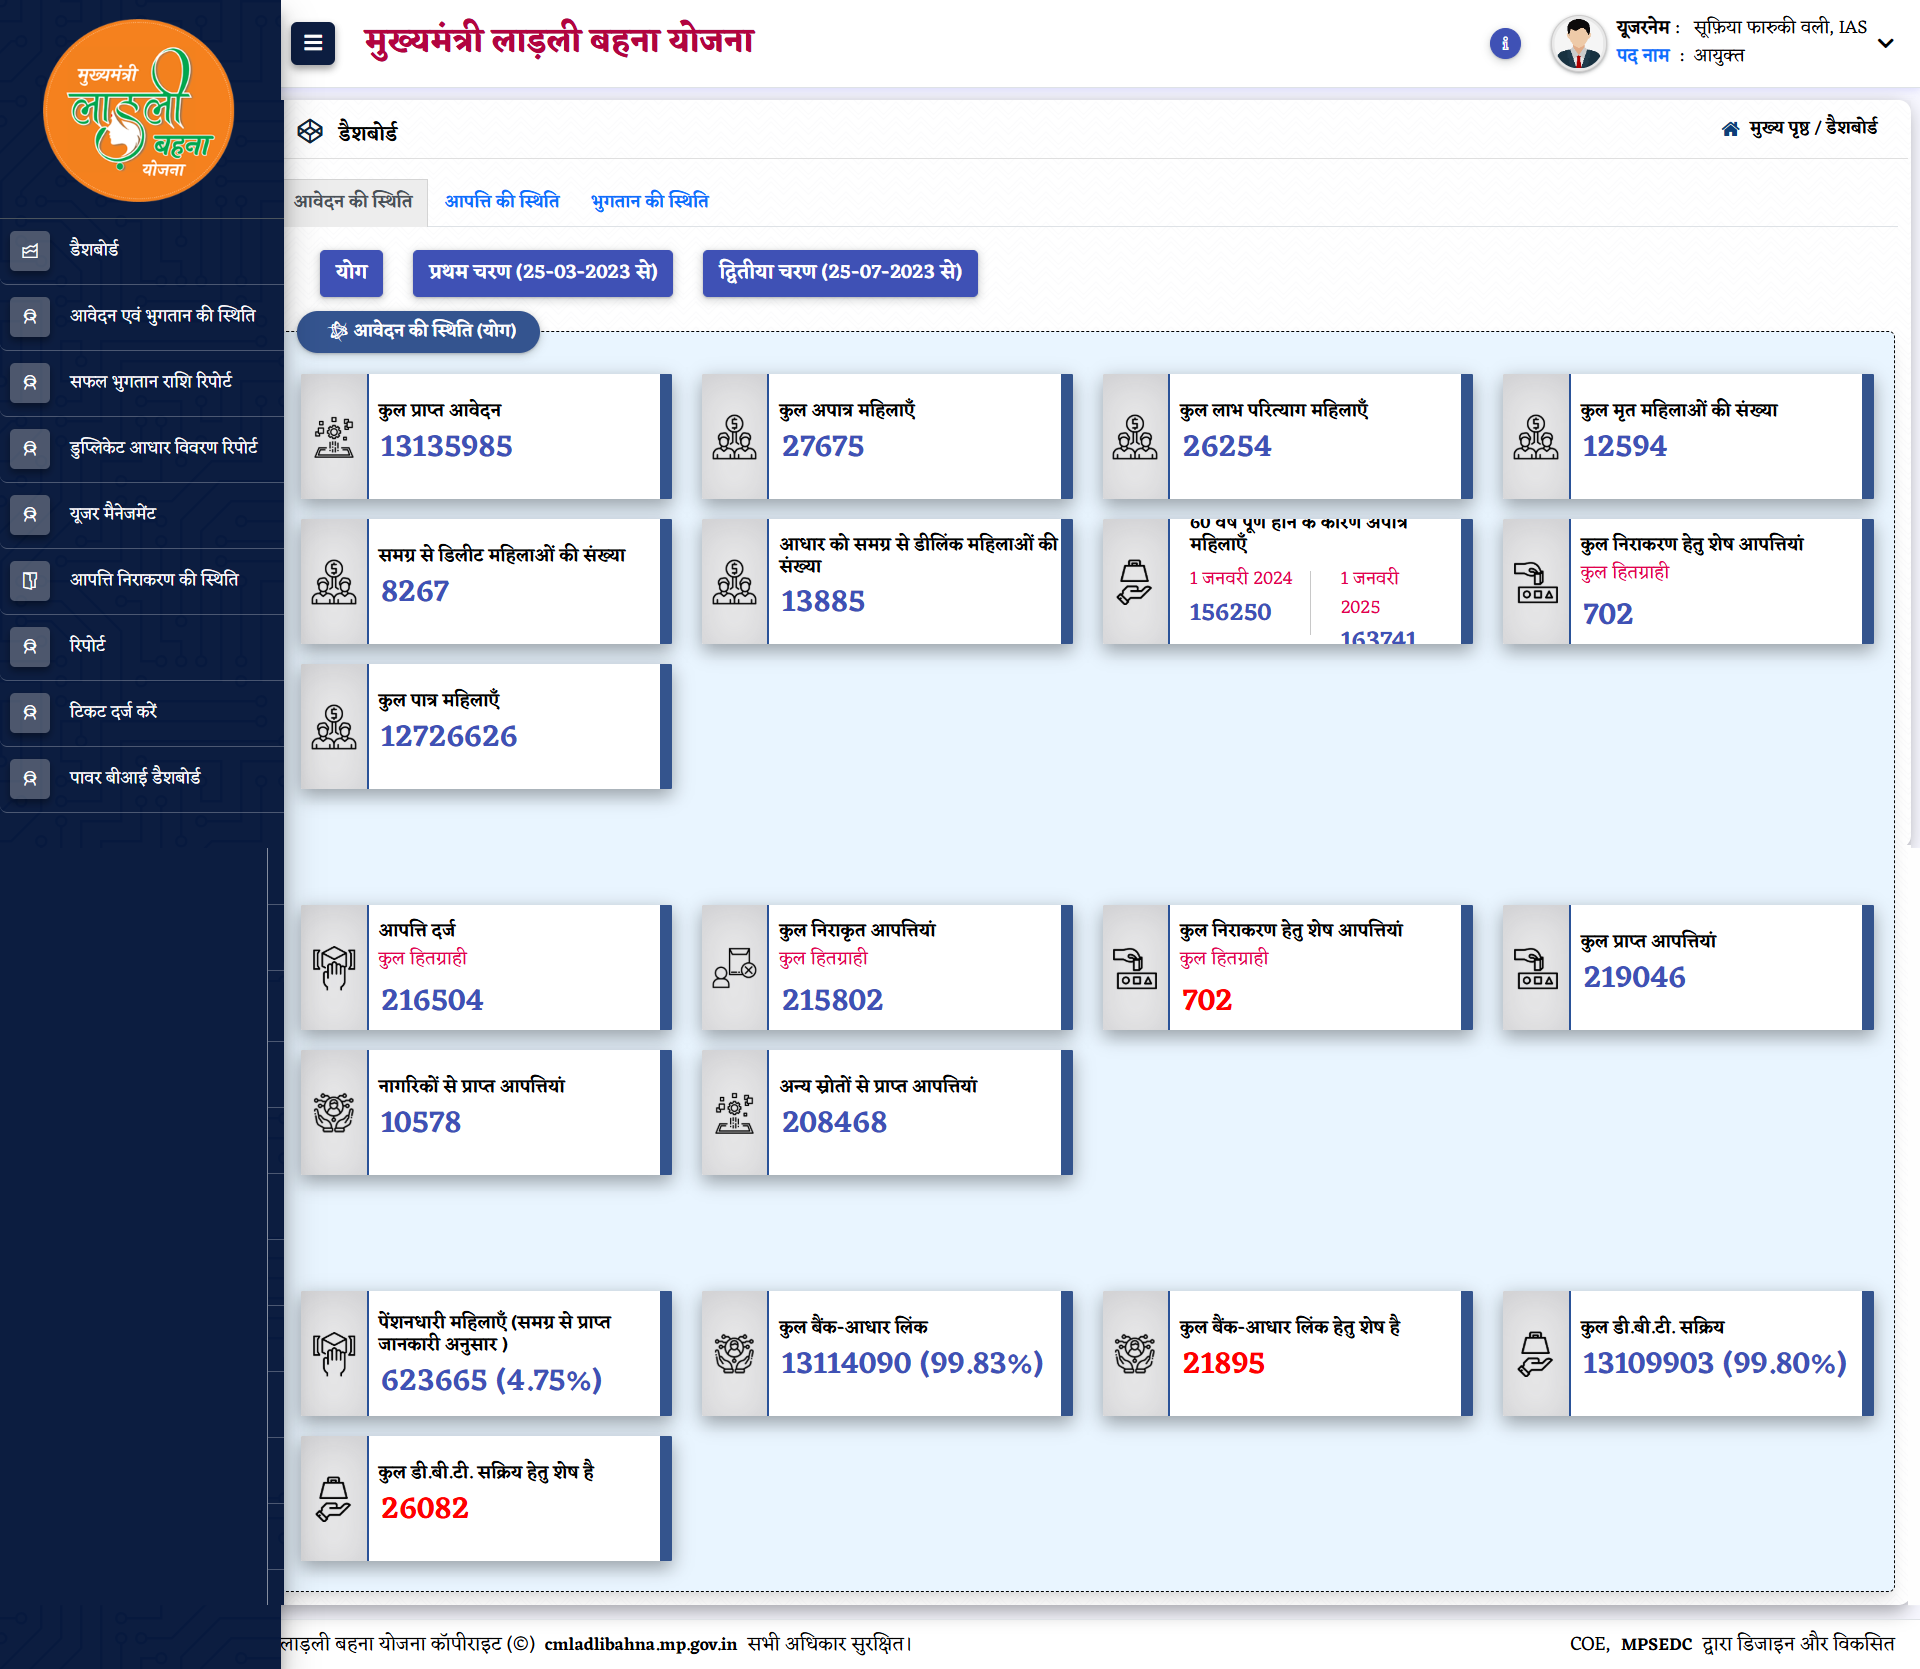 मुख्यमंत्री
लाड़ली
बहना
योजना
मुख्यमंत्री लाड़ली बहना योजना
यूजरनेम : सूफ़िया फारुकी वली, IAS
पद नाम : आयुक्त
डैशबोर्ड
मुख्य पृष्ठ / डैशबोर्ड
डैशबोर्ड
आवेदन एवं भुगतान की स्थिति
सफल भुगतान राशि रिपोर्ट
डुप्लिकेट आधार विवरण रिपोर्ट
यूजर मैनेजमेंट
आपत्ति निराकरण की स्थिति
रिपोर्ट
टिकट दर्ज करें
पावर बीआई डैशबोर्ड
आवेदन की स्थिति आपत्ति की स्थिति भुगतान की स्थिति
योग प्रथम चरण (25-03-2023 से) द्वितीया चरण (25-07-2023 से)
आवेदन की स्थिति (योग)
कुल प्राप्त आवेदन
13135985
कुल अपात्र महिलाएँ
27675
कुल लाभ परित्याग महिलाएँ
26254
कुल मृत महिलाओं की संख्या
12594
समग्र से डिलीट महिलाओं की संख्या
8267
आधार को समग्र से डीलिंक महिलाओं की
संख्या
13885
60 वर्ष पूर्ण होने के कारण अपात्र
महिलाएँ
1 जनवरी 2024
156250
1 जनवरी
2025
163741
कुल निराकरण हेतु शेष आपत्तियां
कुल हितग्राही
702
कुल पात्र महिलाएँ
12726626
आपत्ति दर्ज
कुल हितग्राही
216504
कुल निराकृत आपत्तियां
कुल हितग्राही
215802
कुल निराकरण हेतु शेष आपत्तियां
कुल हितग्राही
702
कुल प्राप्त आपत्तियां
219046
नागरिकों से प्राप्त आपत्तियां
10578
अन्य स्रोतों से प्राप्त आपत्तियां
208468
पेंशनधारी महिलाएँ (समग्र से प्राप्त
जानकारी अनुसार )
623665 (4.75%)
कुल बैंक-आधार लिंक
13114090 (99.83%)
कुल बैंक-आधार लिंक हेतु शेष है
21895
कुल डी.बी.टी. सक्रिय
13109903 (99.80%)
कुल डी.बी.टी. सक्रिय हेतु शेष है
26082
लाड़ली बहना योजना कॉपीराइट (©) cmladlibahna.mp.gov.in सभी अधिकार सुरक्षित।
COE, MPSEDC द्वारा डिजाइन और विकसित